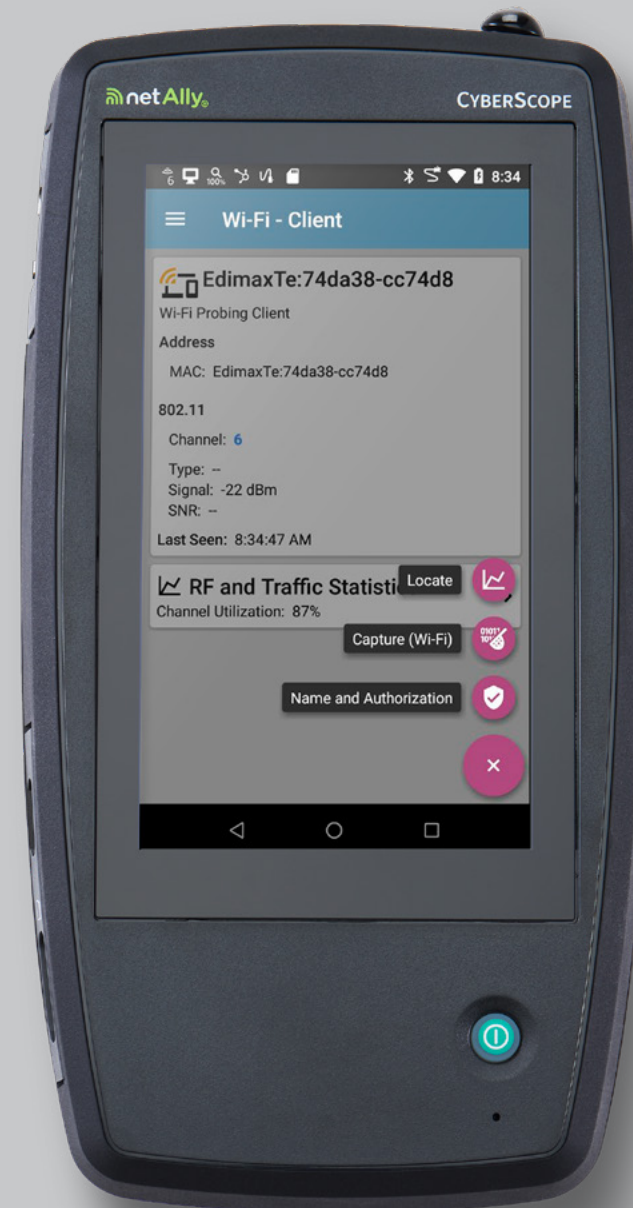 netAlly®
CYBERSCOPE
6 100% 8:34
Wi-Fi - Client
EdimaxTe:74da38-cc74d8
Wi-Fi Probing Client
Address
MAC: EdimaxTe:74da38-cc74d8
802.11
Channel: 6
Type: --
Signal: -22 dBm
SNR: --
Last Seen: 8:34:47 AM
Locate
RF and Traffic
Channel Utilization: 87%
Capture (Wi-Fi)
Name and Authorization